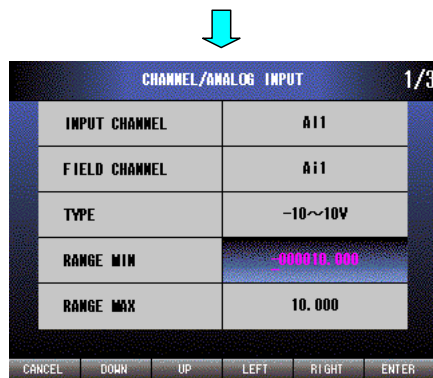 CHANNEL/ANALOG INPUT 1/3
INPUT CHANNEL AI1
FIELD CHANNEL Ai1
TYPE -10~10V
RANGE MIN -000010.000
RANGE MAX 10.000
CANCEL DOWN UP LEFT RIGHT ENTER